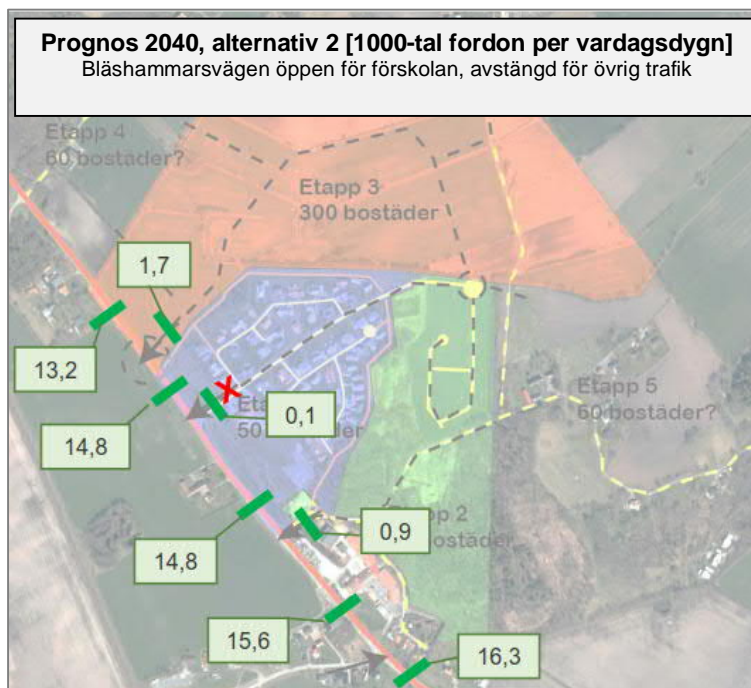 Prognos 2040, alternativ 2 [1000-tal fordon per vardagsdygn]
Bläshammarsvägen öppen för förskolan, avstängd för övrig trafik
Etapp 4
60 bostäder?
Etapp 3
300 bostäder
1,7
13,2
Etapp 5
60 bostäder?
14,8
0,1
14,8
0,9
15,6
16,3